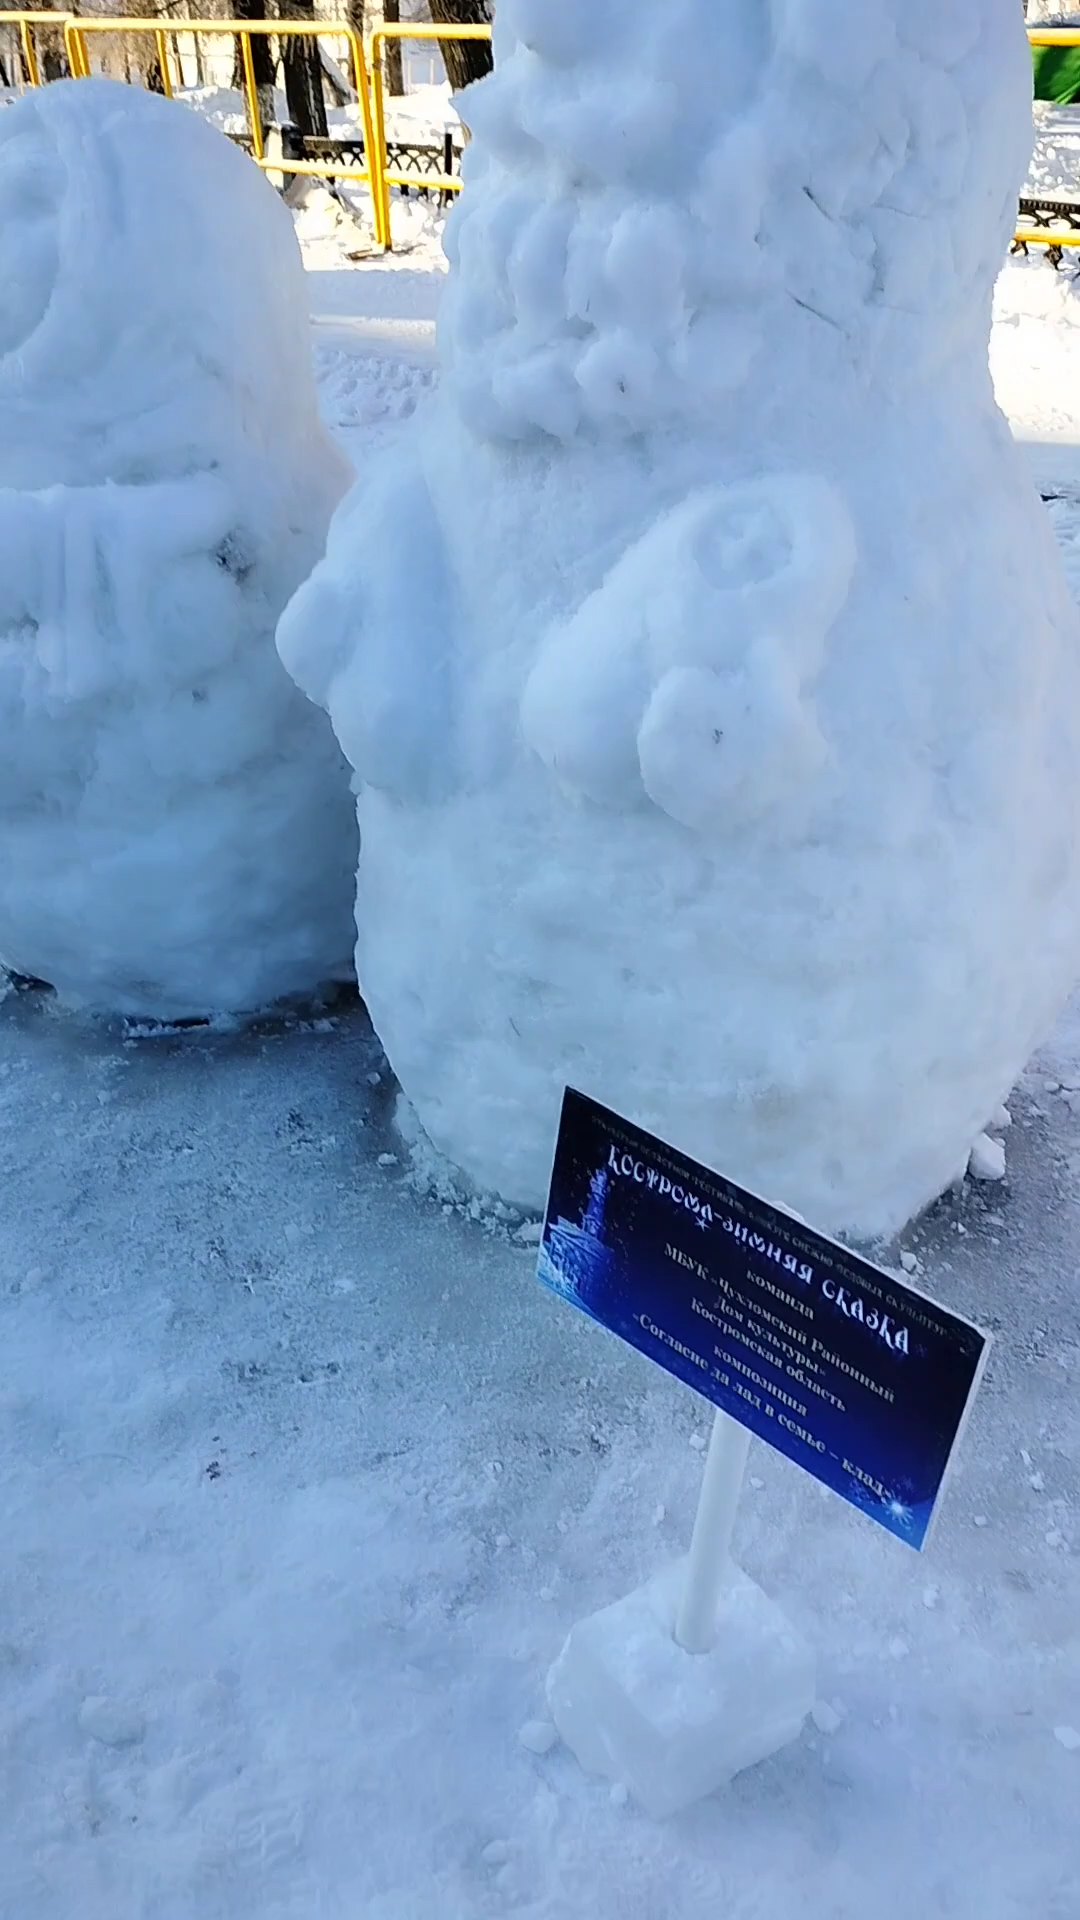 КОСТРОМА-ЗИМНЯЯ СКАЗКА
команда
МБУК «Чухломский Районный
Дом культуры»
Костромская область
композиция
«Согласие да лад в семье – клад»